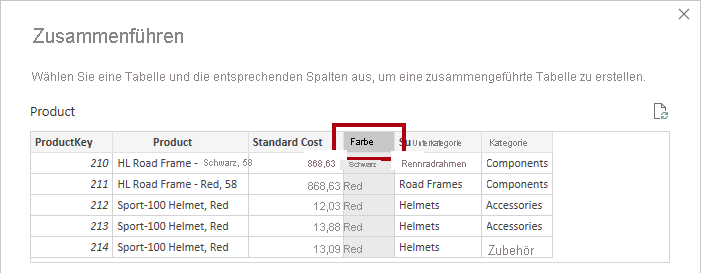 Zusammenführen
Wählen Sie eine Tabelle und die entsprechenden Spalten aus, um eine zusammengeführte Tabelle zu erstellen.
Product
ProductKey Product Standard Cost Farbe Su Unterkategorie Kategorie
210 HL Road Frame - Schwarz, 58 868,63 Schwarz Rennradrahmen Components
211 HL Road Frame - Red, 58 868,63 Red Road Frames Components
212 Sport-100 Helmet, Red 12,03 Red Helmets Accessories
213 Sport-100 Helmet, Red 13,88 Red Helmets Accessories
214 Sport-100 Helmet, Red 13,09 Red Helmets Zubehör